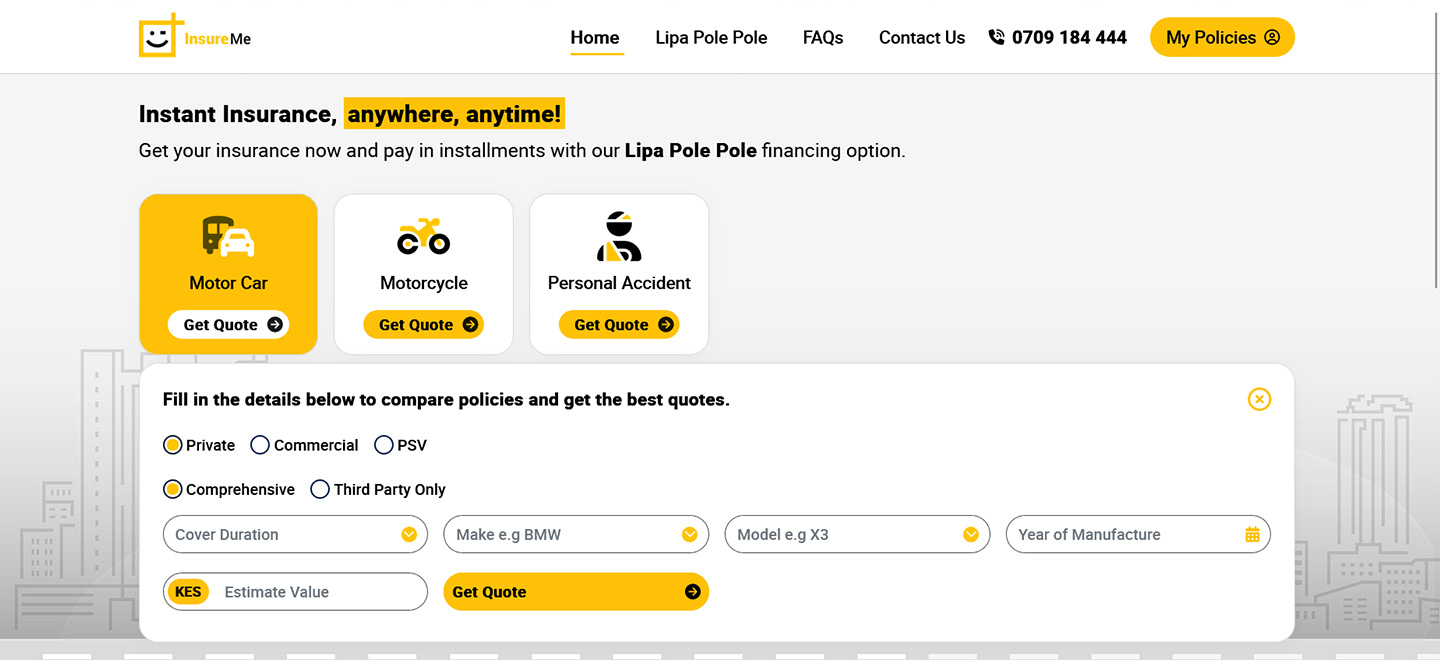 InsureMe
Home Lipa Pole Pole FAQs Contact Us 0709 184 444 My Policies
Instant Insurance, anywhere, anytime!
Get your insurance now and pay in installments with our Lipa Pole Pole financing option.
Motor Car Motorcycle Personal Accident
Get Quote Get Quote Get Quote
Fill in the details below to compare policies and get the best quotes.
Private Commercial PSV
Comprehensive Third Party Only
Cover Duration Make e.g BMW Model e.g X3 Year of Manufacture
KES Estimate Value Get Quote